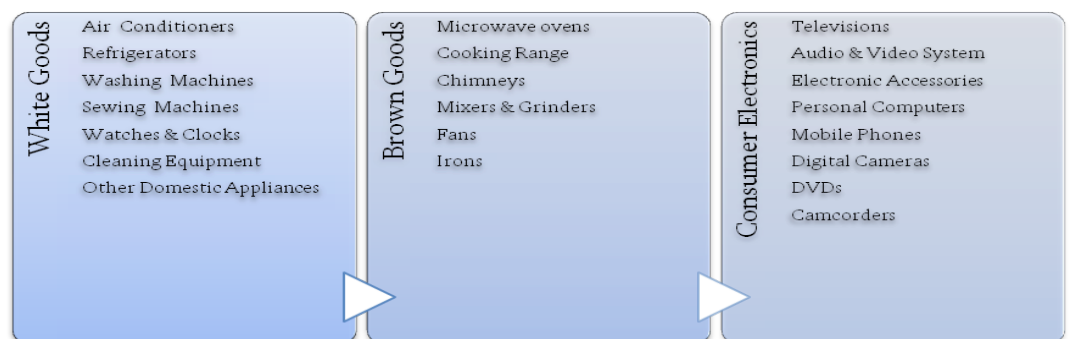 White Goods
Air Conditioners
Refrigerators
Washing Machines
Sewing Machines
Watches & Clocks
Cleaning Equipment
Other Domestic Appliances
Brown Goods
Microwave ovens
Cooking Range
Chimneys
Mixers & Grinders
Fans
Irons
Consumer Electronics
Televisions
Audio & Video System
Electronic Accessories
Personal Computers
Mobile Phones
Digital Cameras
DVDs
Camcorders